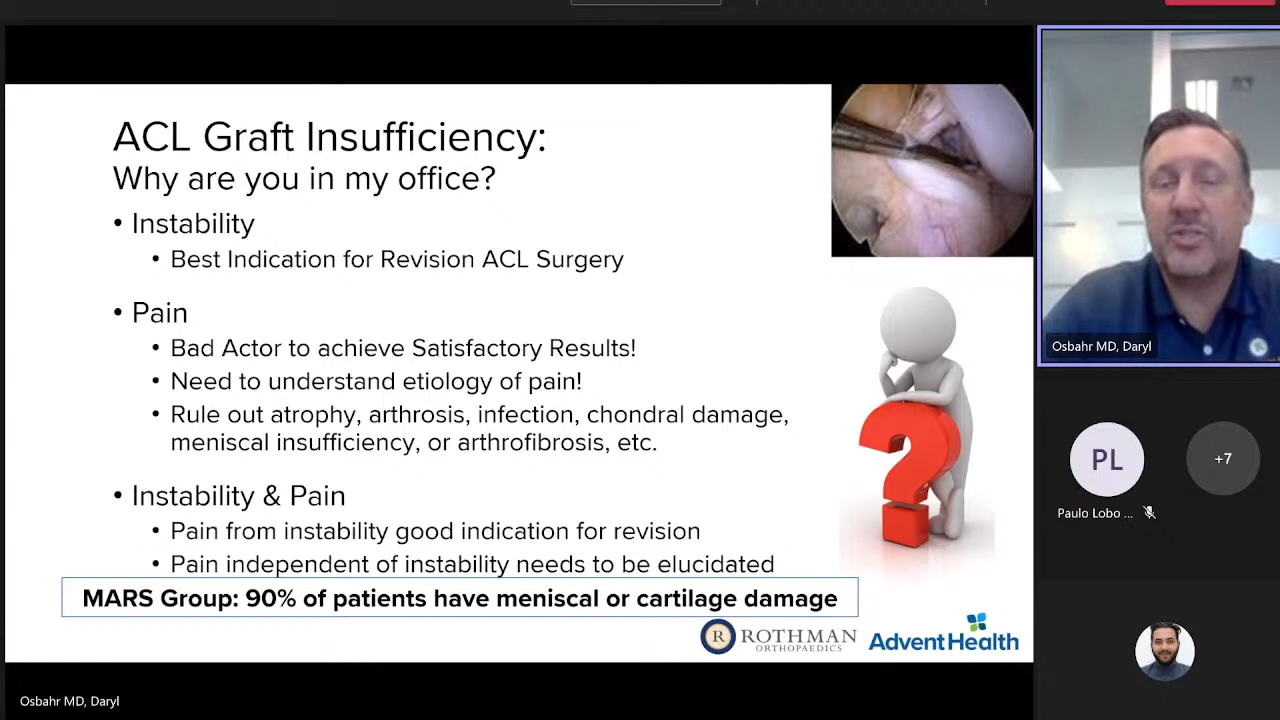 ACL Graft Insufficiency:
Why are you in my office?
• Instability
• Best Indication for Revision ACL Surgery
• Pain
• Bad Actor to achieve Satisfactory Results!
• Need to understand etiology of pain!
• Rule out atrophy, arthrosis, infection, chondral damage,
meniscal insufficiency, or arthrofibrosis, etc.
• Instability & Pain
• Pain from instability good indication for revision
• Pain independent of instability needs to be elucidated
MARS Group: 90% of patients have meniscal or cartilage damage
R ROTHMAN
ORTHOPAEDICS
AdventHealth
Osbahr MD, Daryl
PL
+7
Paulo Lobo ...
Osbahr MD, Daryl